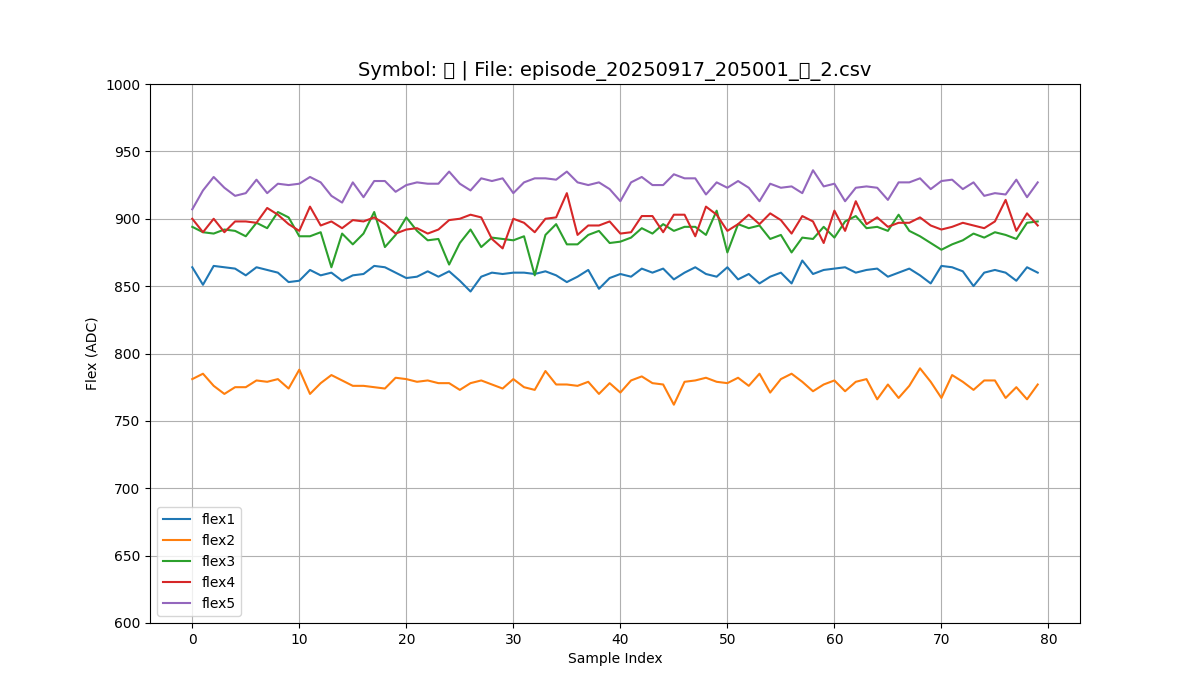 Symbol: ▯ | File: episode_20250917_205001_▯_2.csv
1000
950
900
850
800
750
700
650
600
Flex (ADC)
flex1
flex2
flex3
flex4
flex5
0 10 20 30 40 50 60 70 80
Sample Index